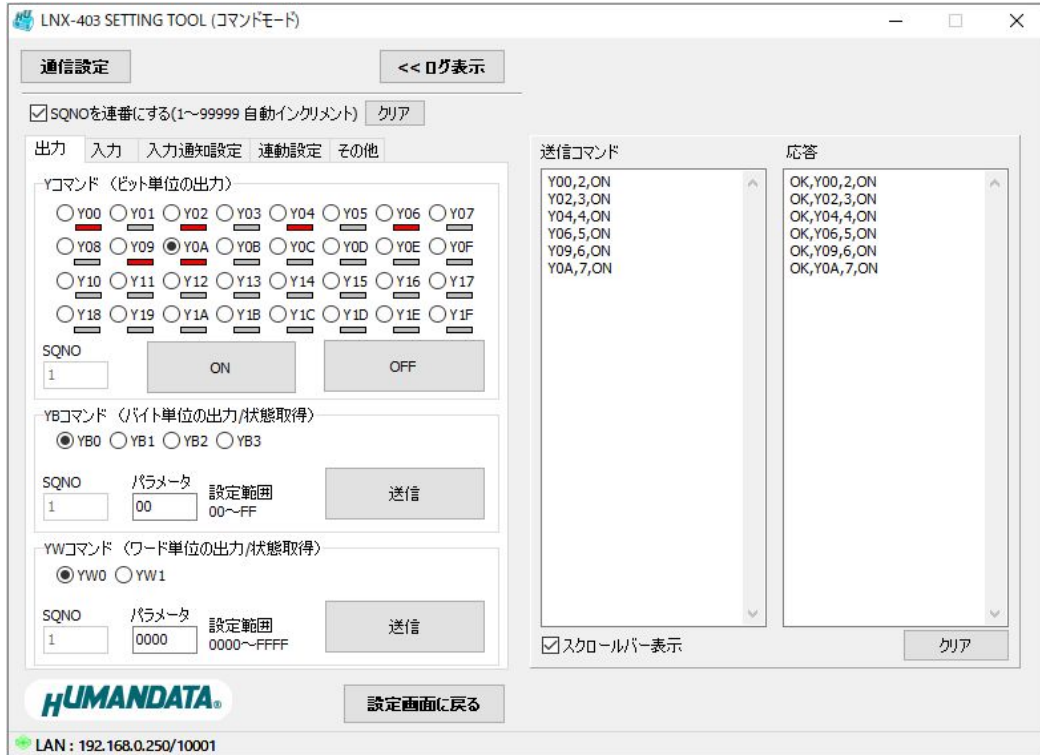 LNX-403 SETTING TOOL (コマンドモード)
通信設定
<< ログ表示
SQNOを連番にする(1～99999 自動インクリメント)
クリア
出力 入力 入力通知設定 連動設定 その他
Yコマンド （ビット単位の出力）
Y00 Y01 Y02 Y03 Y04 Y05 Y06 Y07
Y08 Y09 Y0A Y0B Y0C Y0D Y0E Y0F
Y10 Y11 Y12 Y13 Y14 Y15 Y16 Y17
Y18 Y19 Y1A Y1B Y1C Y1D Y1E Y1F
SQNO
1
ON
OFF
YBコマンド （バイト単位の出力/状態取得）
YB0 YB1 YB2 YB3
SQNO
1
パラメータ
00
設定範囲
00～FF
送信
YWコマンド （ワード単位の出力/状態取得）
YW0 YW1
SQNO
1
パラメータ
0000
設定範囲
0000～FFFF
送信
送信コマンド
Y00,2,ON
Y02,3,ON
Y04,4,ON
Y06,5,ON
Y09,6,ON
Y0A,7,ON
応答
OK,Y00,2,ON
OK,Y02,3,ON
OK,Y04,4,ON
OK,Y06,5,ON
OK,Y09,6,ON
OK,Y0A,7,ON
スクロールバー表示
クリア
HUMANDATA®
設定画面に戻る
LAN : 192.168.0.250/10001